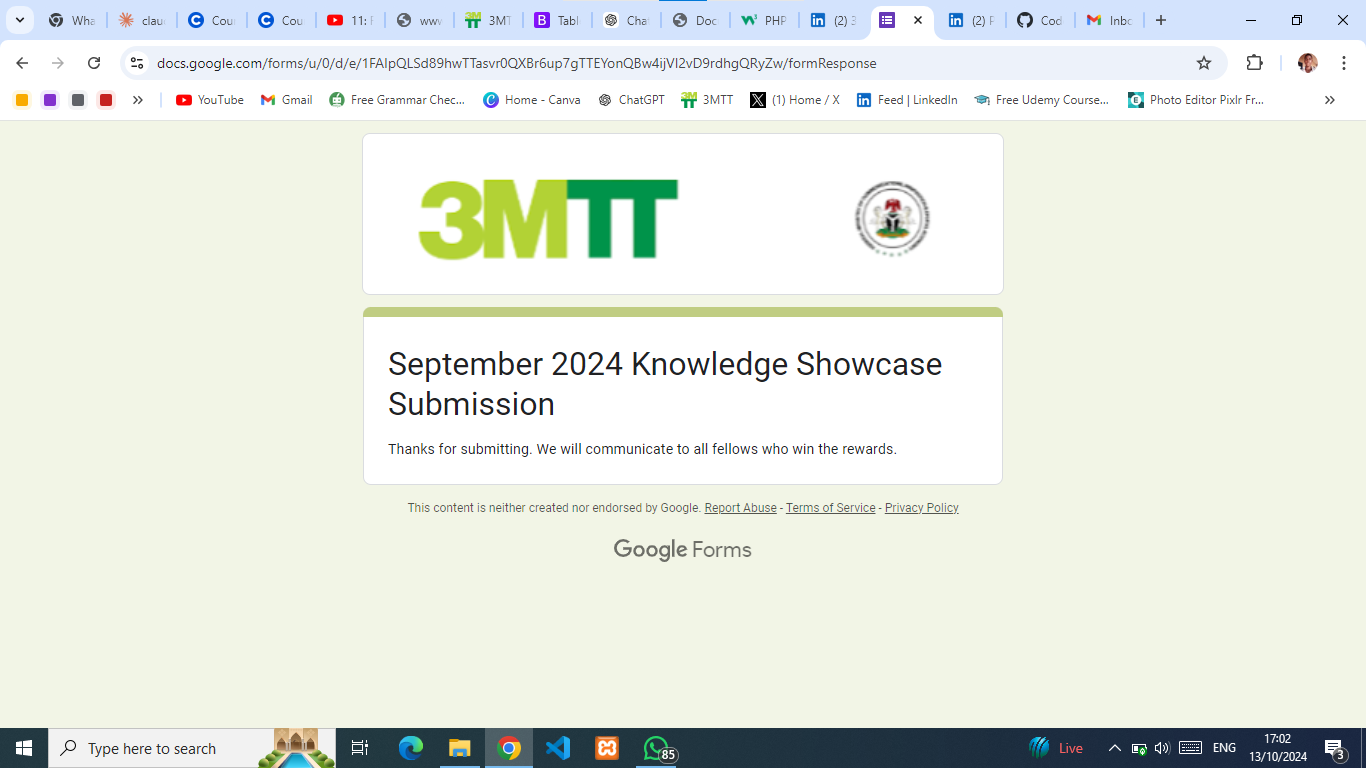 Wha
clau
Cour
Cour
11: F
www
3MT
Tabl
Chat
Doc
PHP
(2) 3
(2) F
Cod
Inbo
docs.google.com/forms/u/0/d/e/1FAIpQLSd89hwTTasvr0QXBr6up7gTTEYonQBw4ijVI2vD9rdhgQRyZw/formResponse
YouTube
Gmail
Free Grammar Chec...
Home - Canva
ChatGPT
3MTT
(1) Home / X
Feed | LinkedIn
Free Udemy Course...
Photo Editor Pixlr Fr...
3MTT
September 2024 Knowledge Showcase
Submission
Thanks for submitting. We will communicate to all fellows who win the rewards.
This content is neither created nor endorsed by Google. Report Abuse - Terms of Service - Privacy Policy
Google Forms
Type here to search
85
Live
ENG
17:02
13/10/2024
3